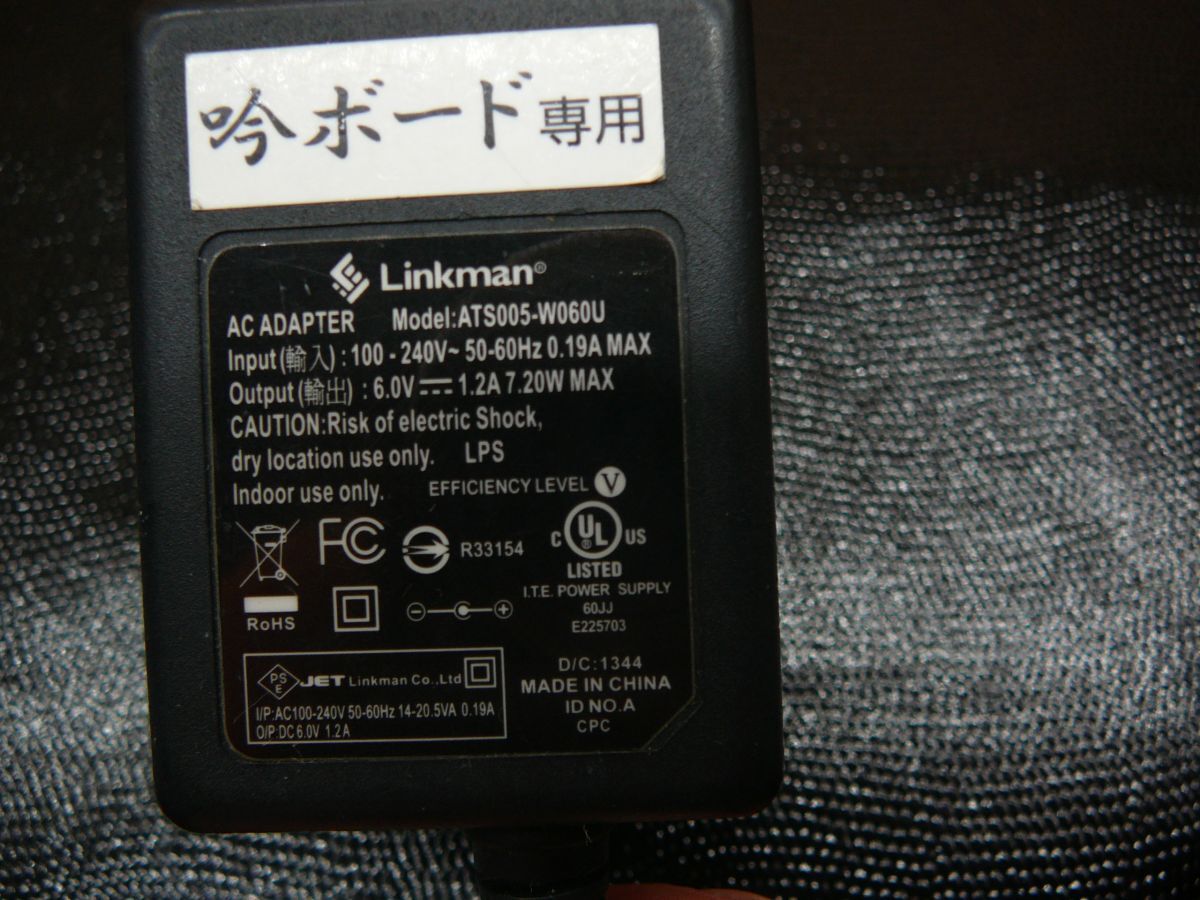 吟ボード専用
Linkman®
AC ADAPTER Model:ATS005-W060U
Input(輸入) : 100 - 240V~ 50-60Hz 0.19A MAX
Output(輸出) : 6.0V⎓1.2A 7.20W MAX
CAUTION:Risk of electric Shock,
dry location use only. LPS
Indoor use only. EFFICIENCY LEVEL V
FC R33154 C UL® US
LISTED
I.T.E. POWER SUPPLY
60JJ
E225703
RoHS
PSE JET Linkman Co.,Ltd
I/P:AC100-240V 50-60Hz 14-20.5VA 0.19A
O/P:DC6.0V 1.2A
D/C:1344
MADE IN CHINA
ID NO.A
CPC